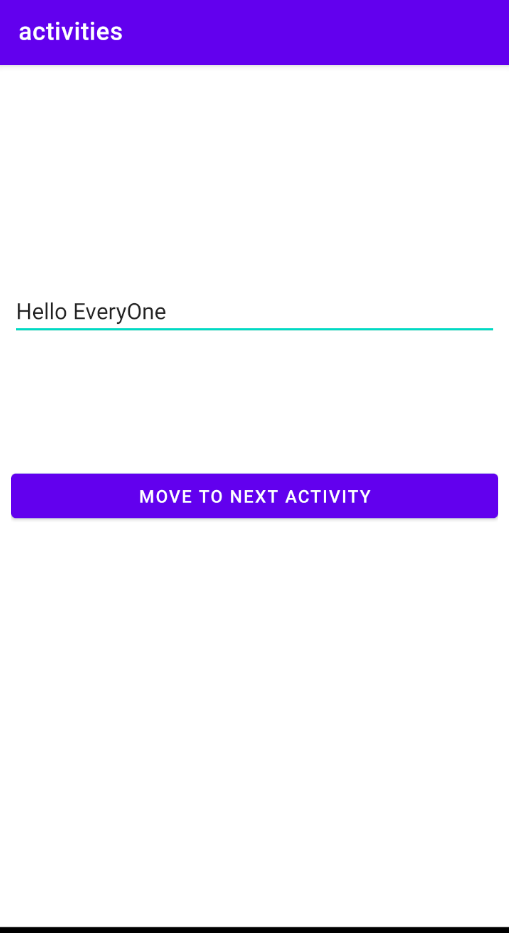 activities
Hello EveryOne
MOVE TO NEXT ACTIVITY